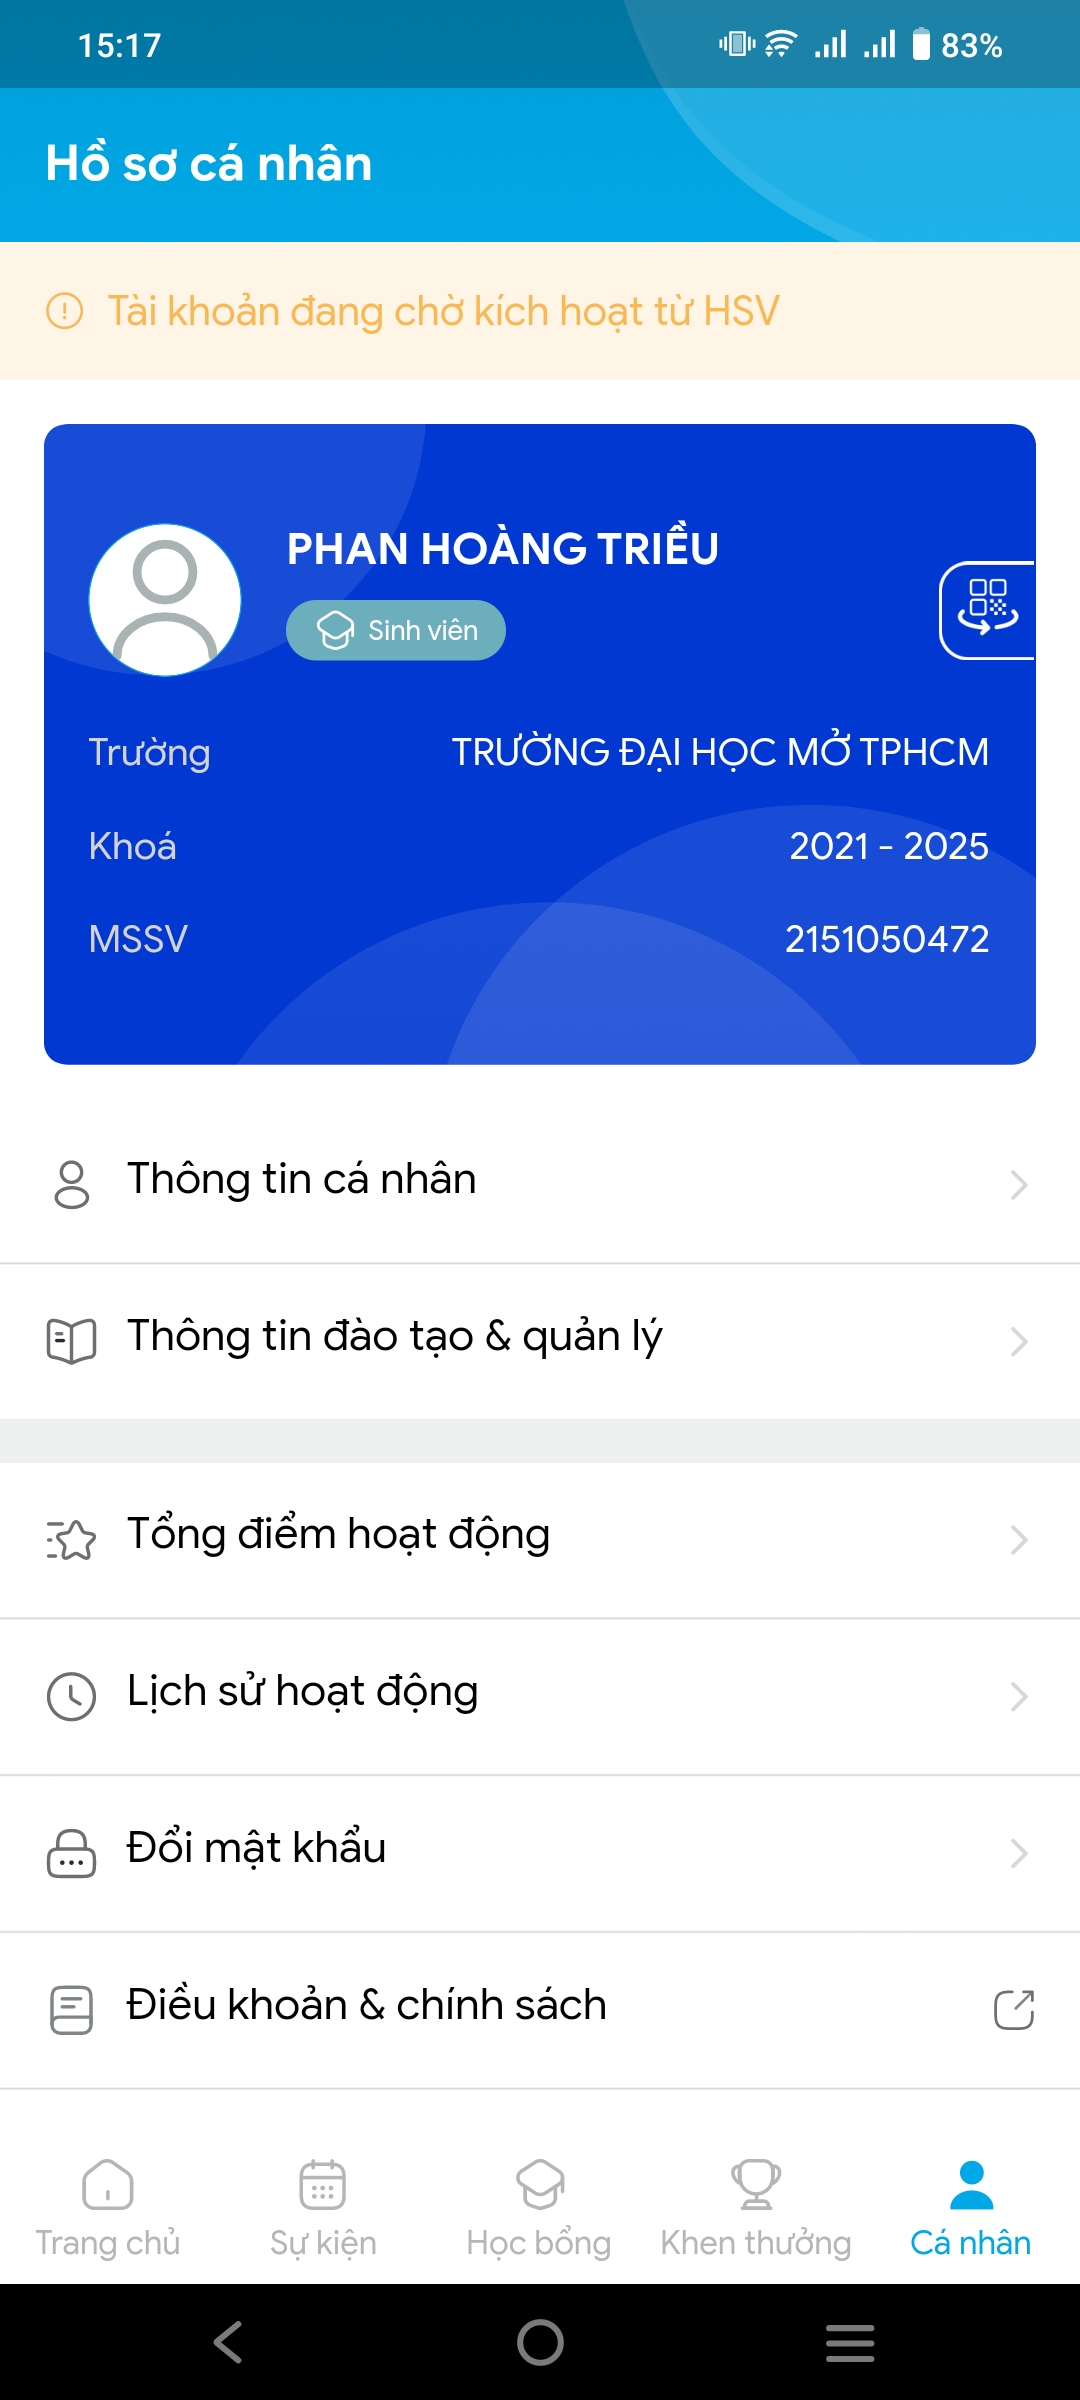 15:17
83%
Hồ sơ cá nhân
Tài khoản đang chờ kích hoạt từ HSV
PHAN HOÀNG TRIỀU
Sinh viên
Trường TRƯỜNG ĐẠI HỌC MỞ TPHCM
Khoá 2021 - 2025
MSSV 2151050472
Thông tin cá nhân
Thông tin đào tạo & quản lý
Tổng điểm hoạt động
Lịch sử hoạt động
Đổi mật khẩu
Điều khoản & chính sách
Trang chủ Sự kiện Học bổng Khen thưởng Cá nhân